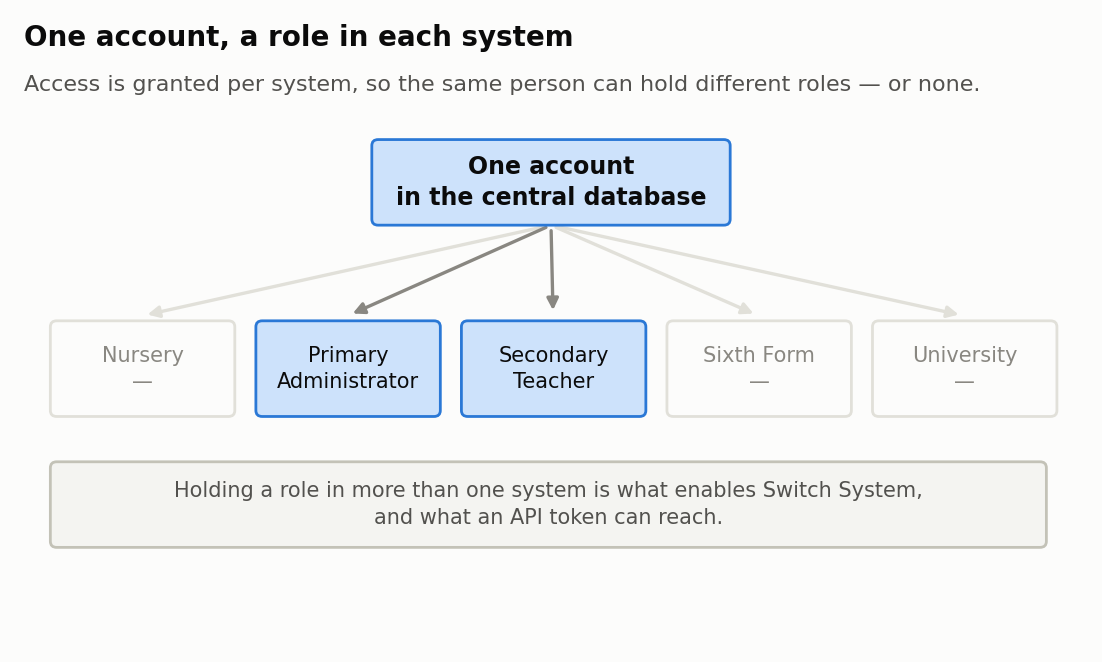 One account, a role in each system
Access is granted per system, so the same person can hold different roles — or none.
One account
in the central database
Nursery
—
Primary
Administrator
Secondary
Teacher
Sixth Form
—
University
—
Holding a role in more than one system is what enables Switch System,
and what an API token can reach.